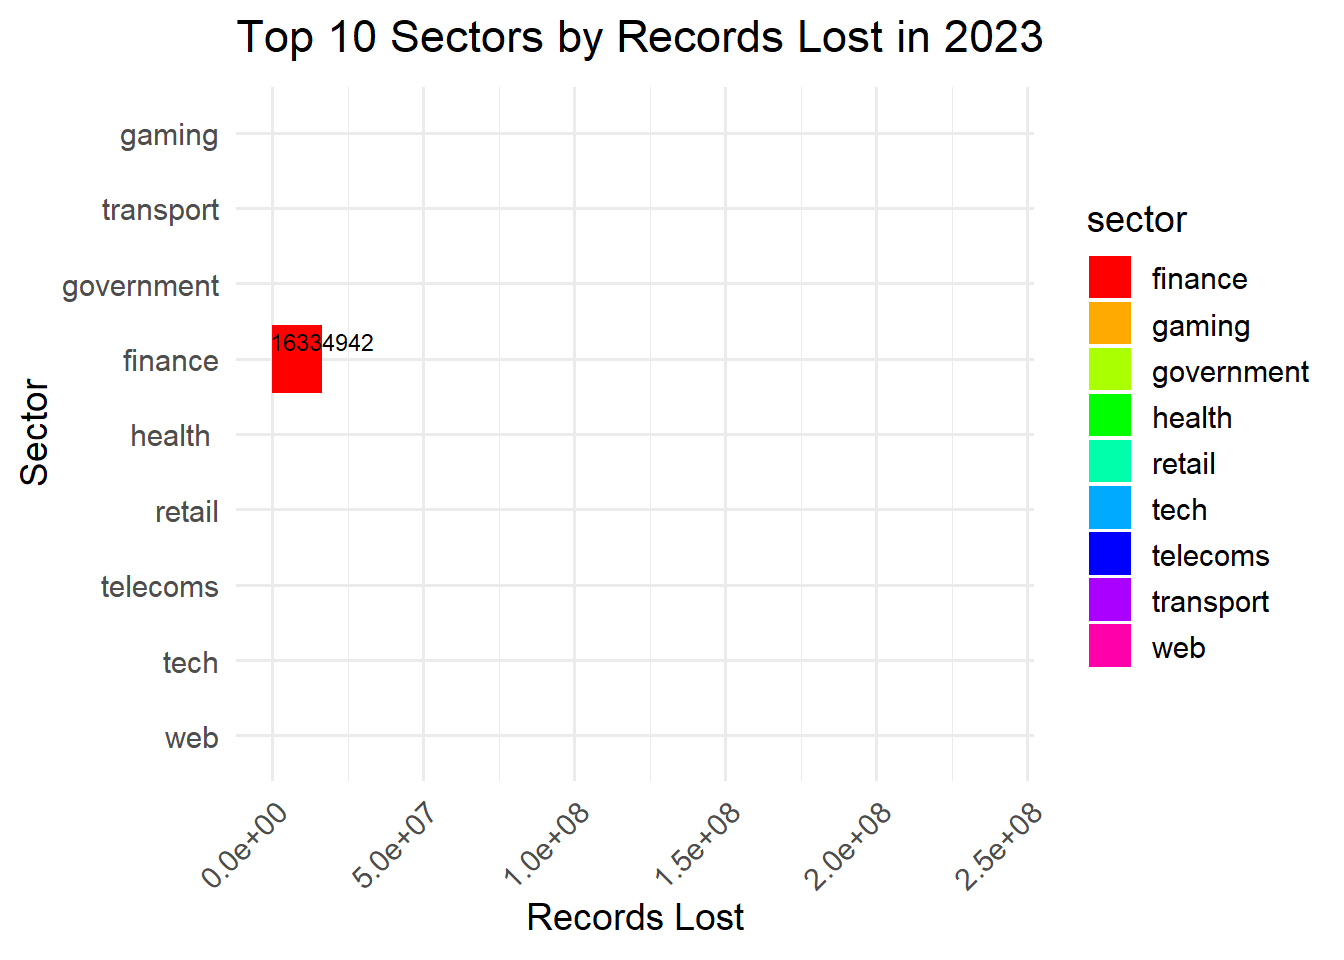 Top 10 Sectors by Records Lost in 2023
gaming
transport
government
finance
health
retail
telecoms
tech
web
Sector
16334942
0.0e+00
5.0e+07
1.0e+08
1.5e+08
2.0e+08
2.5e+08
Records Lost
sector
finance
gaming
government
health
retail
tech
telecoms
transport
web